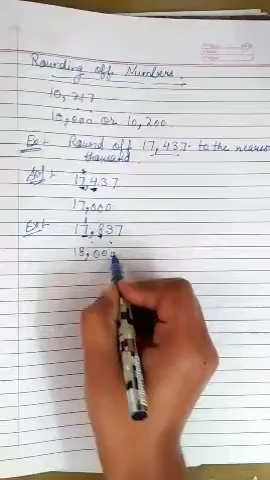 Rounding off Numbers:
10,217
10,000 or 10,200
Ex:- Round off 17,437 to the nearest
thousand.
Sol:- 17,437
17,000
Ex:- 17,837
18,000